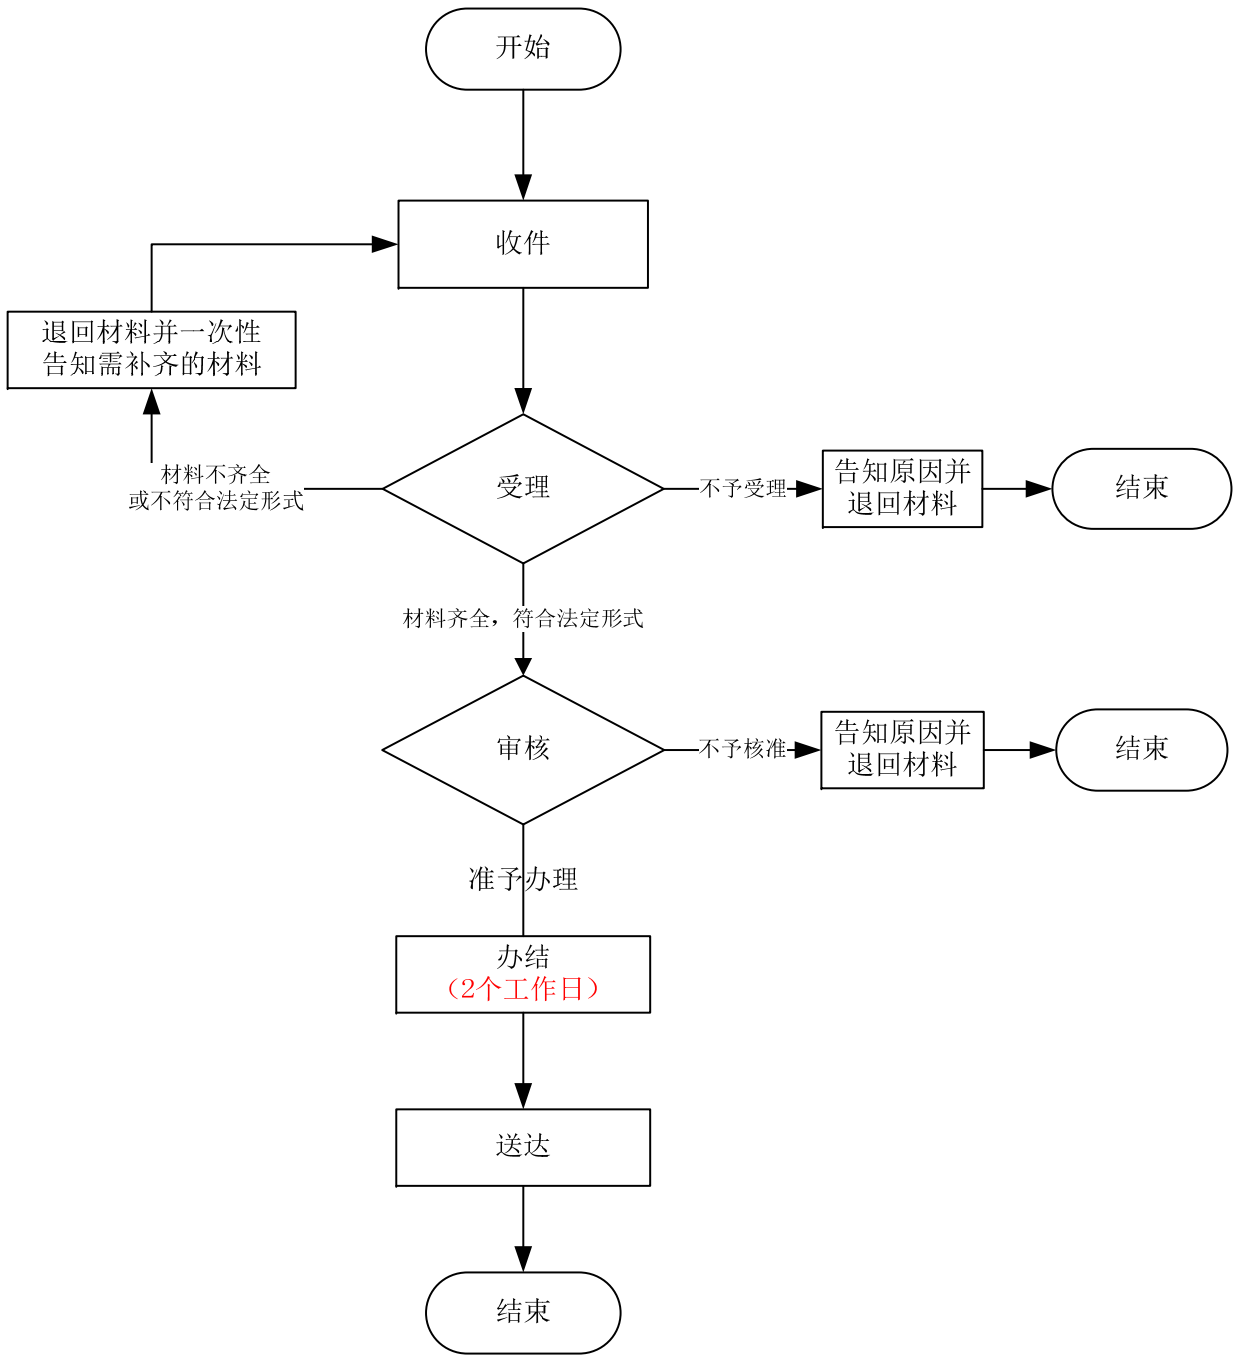 开始
收件
退回材料并一次性
告知需补齐的材料
材料不齐全
或不符合法定形式
受理
不予受理
告知原因并
退回材料
结束
材料齐全，符合法定形式
审核
不予核准
告知原因并
退回材料
结束
准予办理
办结
（2个工作日）
送达
结束